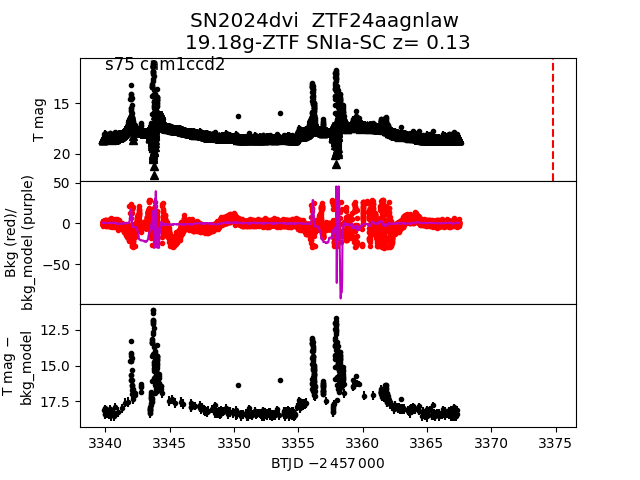 SN2024dvi  ZTF24aagnlaw
19.18g-ZTF SNIa-SC z= 0.13
s75 cam1ccd2
T mag
15
20
Bkg (red)/
bkg_model (purple)
50
0
−50
T mag −
bkg_model
12.5
15.0
17.5
3340 3345 3350 3355 3360 3365 3370 3375
BTJD −2 457 000